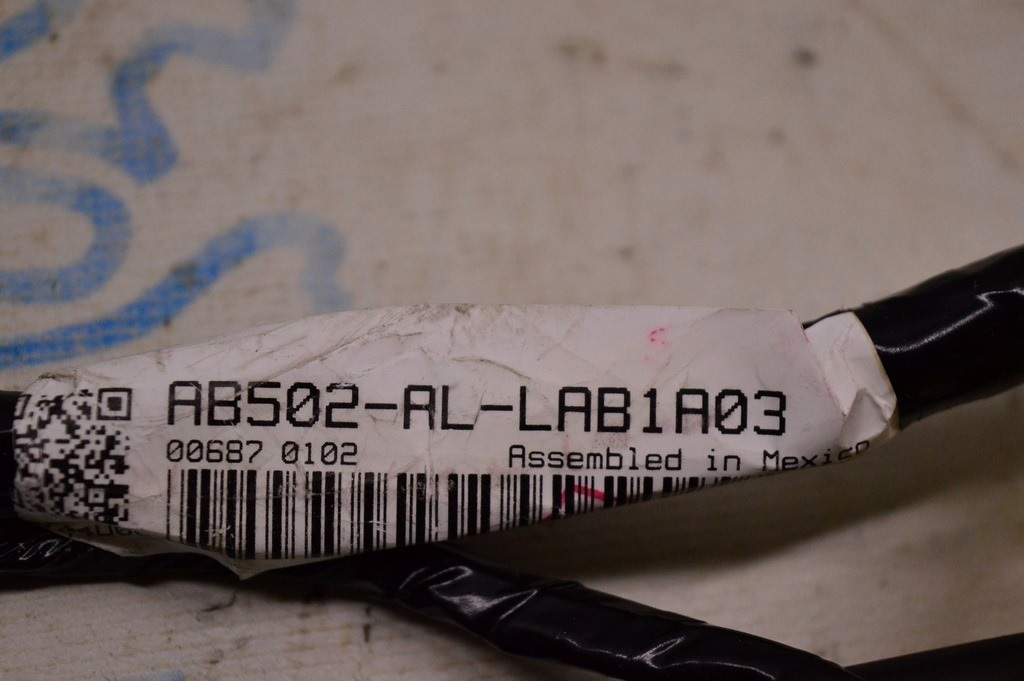 AB502-AL-LAB1A03
00687 0102
Assembled in Mexico